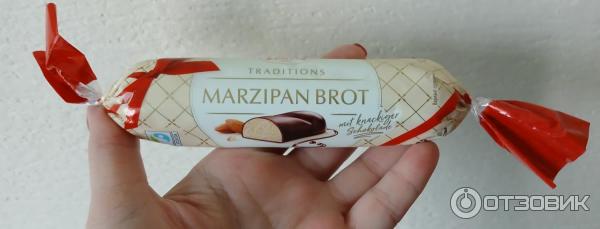 TRADITIONS
MARZIPAN BROT
mit knackiger
Schokolade
ОТЗОВИК